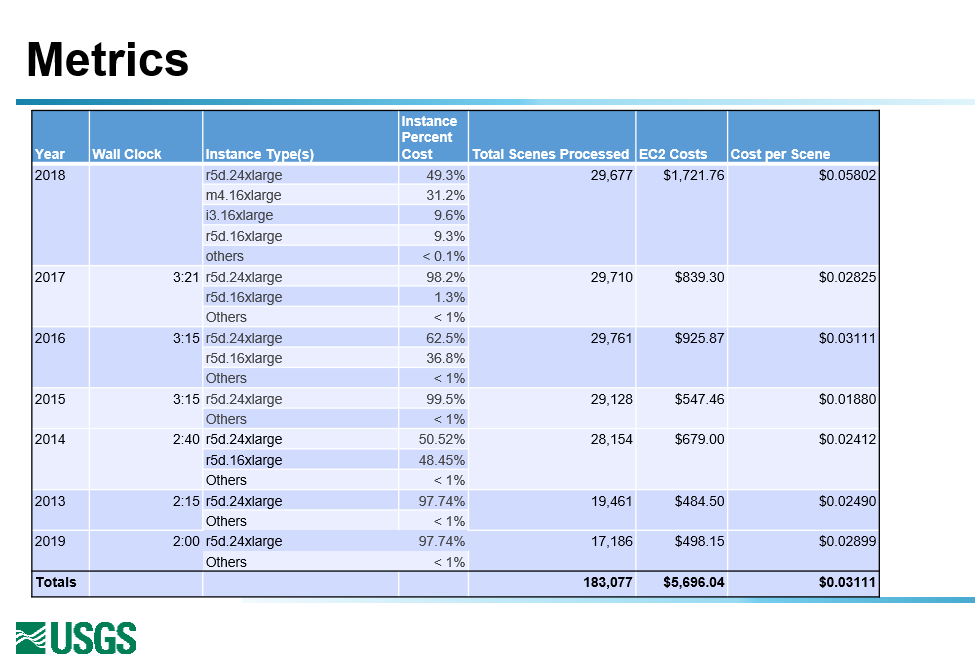 Metrics
Year Wall Clock Instance Type(s) Instance Percent Cost Total Scenes Processed EC2 Costs Cost per Scene
2018 r5d.24xlarge 49.3% 29,677 $1,721.76 $0.05802
m4.16xlarge 31.2%
i3.16xlarge 9.6%
r5d.16xlarge 9.3%
others < 0.1%
2017 3:21 r5d.24xlarge 98.2% 29,710 $839.30 $0.02825
r5d.16xlarge 1.3%
Others < 1%
2016 3:15 r5d.24xlarge 62.5% 29,761 $925.87 $0.03111
r5d.16xlarge 36.8%
Others < 1%
2015 3:15 r5d.24xlarge 99.5% 29,128 $547.46 $0.01880
Others < 1%
2014 2:40 r5d.24xlarge 50.52% 28,154 $679.00 $0.02412
r5d.16xlarge 48.45%
Others < 1%
2013 2:15 r5d.24xlarge 97.74% 19,461 $484.50 $0.02490
Others < 1%
2019 2:00 r5d.24xlarge 97.74% 17,186 $498.15 $0.02899
Others < 1%
Totals 183,077 $5,696.04 $0.03111
USGS